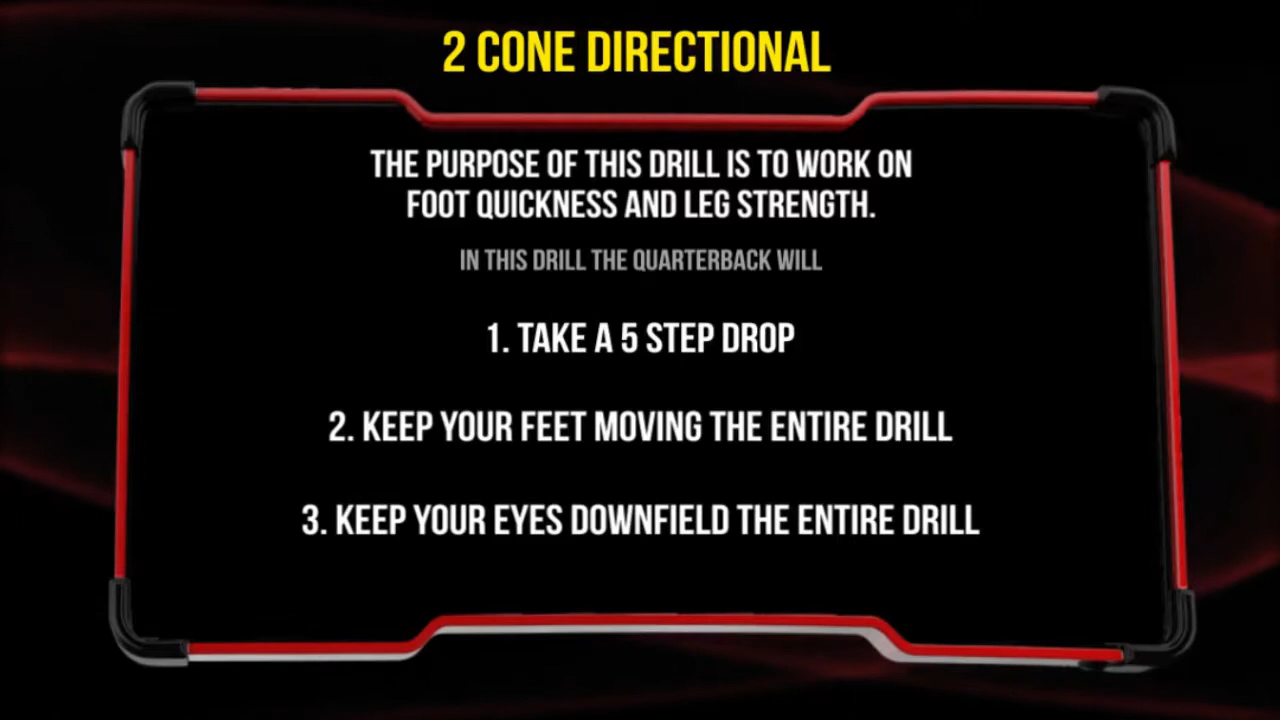 2 CONE DIRECTIONAL
THE PURPOSE OF THIS DRILL IS TO WORK ON
FOOT QUICKNESS AND LEG STRENGTH.
IN THIS DRILL THE QUARTERBACK WILL
1. TAKE A 5 STEP DROP
2. KEEP YOUR FEET MOVING THE ENTIRE DRILL
3. KEEP YOUR EYES DOWNFIELD THE ENTIRE DRILL